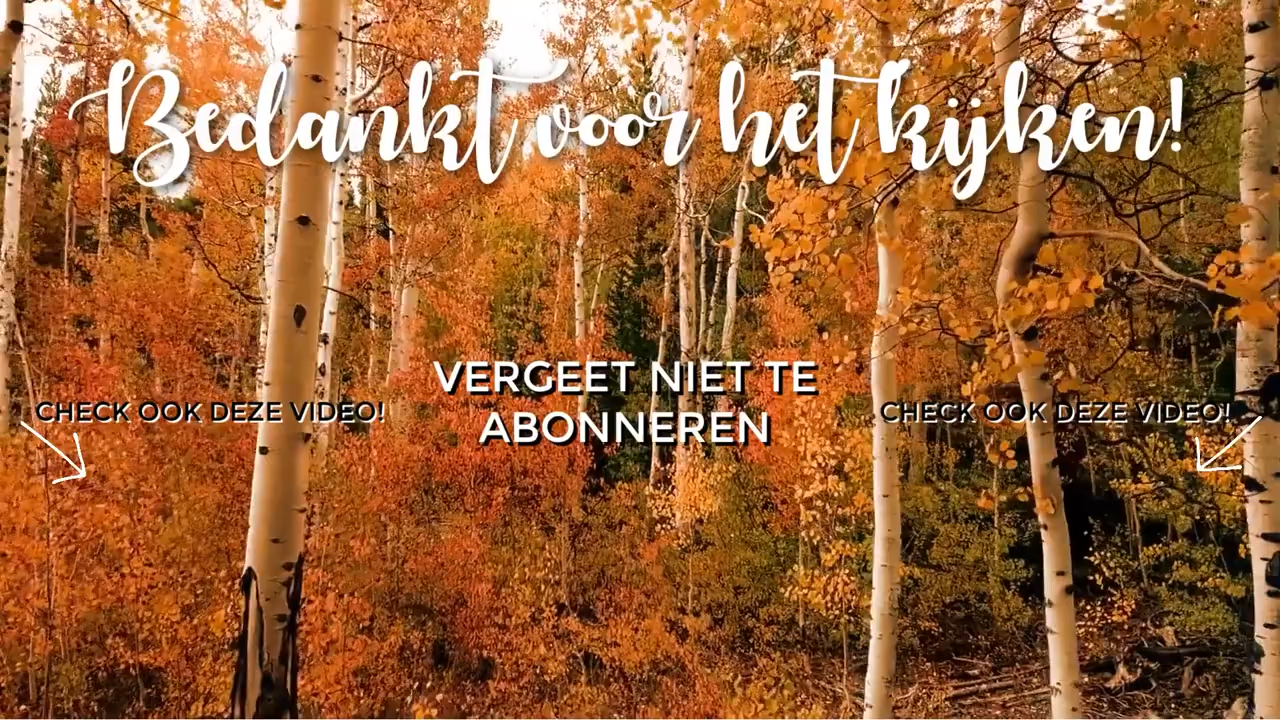 Bedankt voor het kijken!
VERGEET NIET TE
ABONNEREN
CHECK OOK DEZE VIDEO!
CHECK OOK DEZE VIDEO!